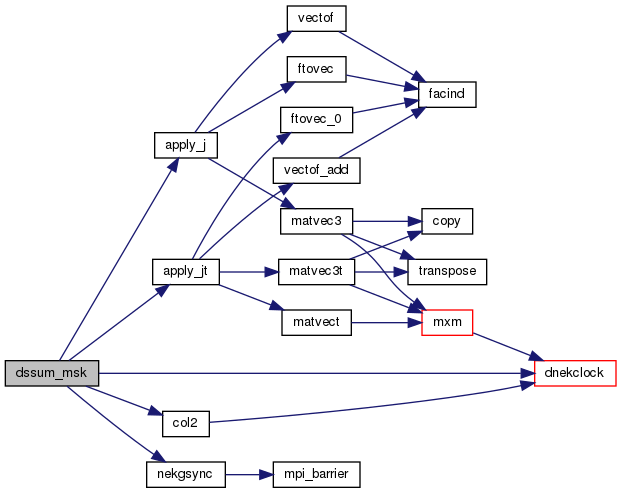 vectof
ftovec
facind
ftovec_0
apply_j
vectof_add
matvec3
copy
apply_jt
matvec3t
transpose
matvect
mxm
dssum_msk
dnekclock
col2
nekgsync
mpi_barrier